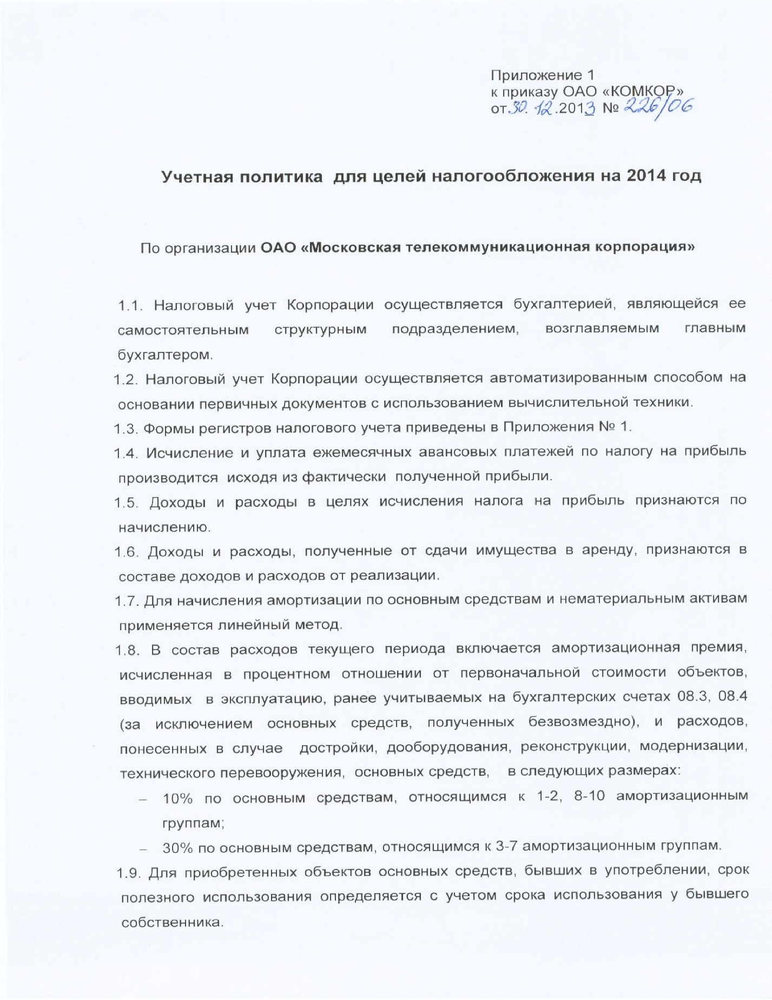 Приложение 1
к приказу ОАО «КОМКОР»
от 30. 12 .2013 № 226/06
Учетная политика для целей налогообложения на 2014 год
По организации ОАО «Московская телекоммуникационная корпорация»
1.1. Налоговый учет Корпорации осуществляется бухгалтерией, являющейся ее
самостоятельным структурным подразделением, возглавляемым главным
бухгалтером.
1.2. Налоговый учет Корпорации осуществляется автоматизированным способом на
основании первичных документов с использованием вычислительной техники.
1.3. Формы регистров налогового учета приведены в Приложения № 1.
1.4. Исчисление и уплата ежемесячных авансовых платежей по налогу на прибыль
производится исходя из фактически полученной прибыли.
1.5. Доходы и расходы в целях исчисления налога на прибыль признаются по
начислению.
1.6. Доходы и расходы, полученные от сдачи имущества в аренду, признаются в
составе доходов и расходов от реализации.
1.7. Для начисления амортизации по основным средствам и нематериальным активам
применяется линейный метод.
1.8. В состав расходов текущего периода включается амортизационная премия,
исчисленная в процентном отношении от первоначальной стоимости объектов,
вводимых в эксплуатацию, ранее учитываемых на бухгалтерских счетах 08.3, 08.4
(за исключением основных средств, полученных безвозмездно), и расходов,
понесенных в случае достройки, дооборудования, реконструкции, модернизации,
технического перевооружения, основных средств, в следующих размерах:
– 10% по основным средствам, относящимся к 1-2, 8-10 амортизационным
группам;
– 30% по основным средствам, относящимся к 3-7 амортизационным группам.
1.9. Для приобретенных объектов основных средств, бывших в употреблении, срок
полезного использования определяется с учетом срока использования у бывшего
собственника.